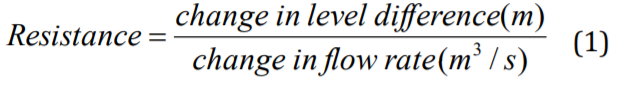 Resistance = change in level difference(m) / change in flow rate(m³ / s) (1)